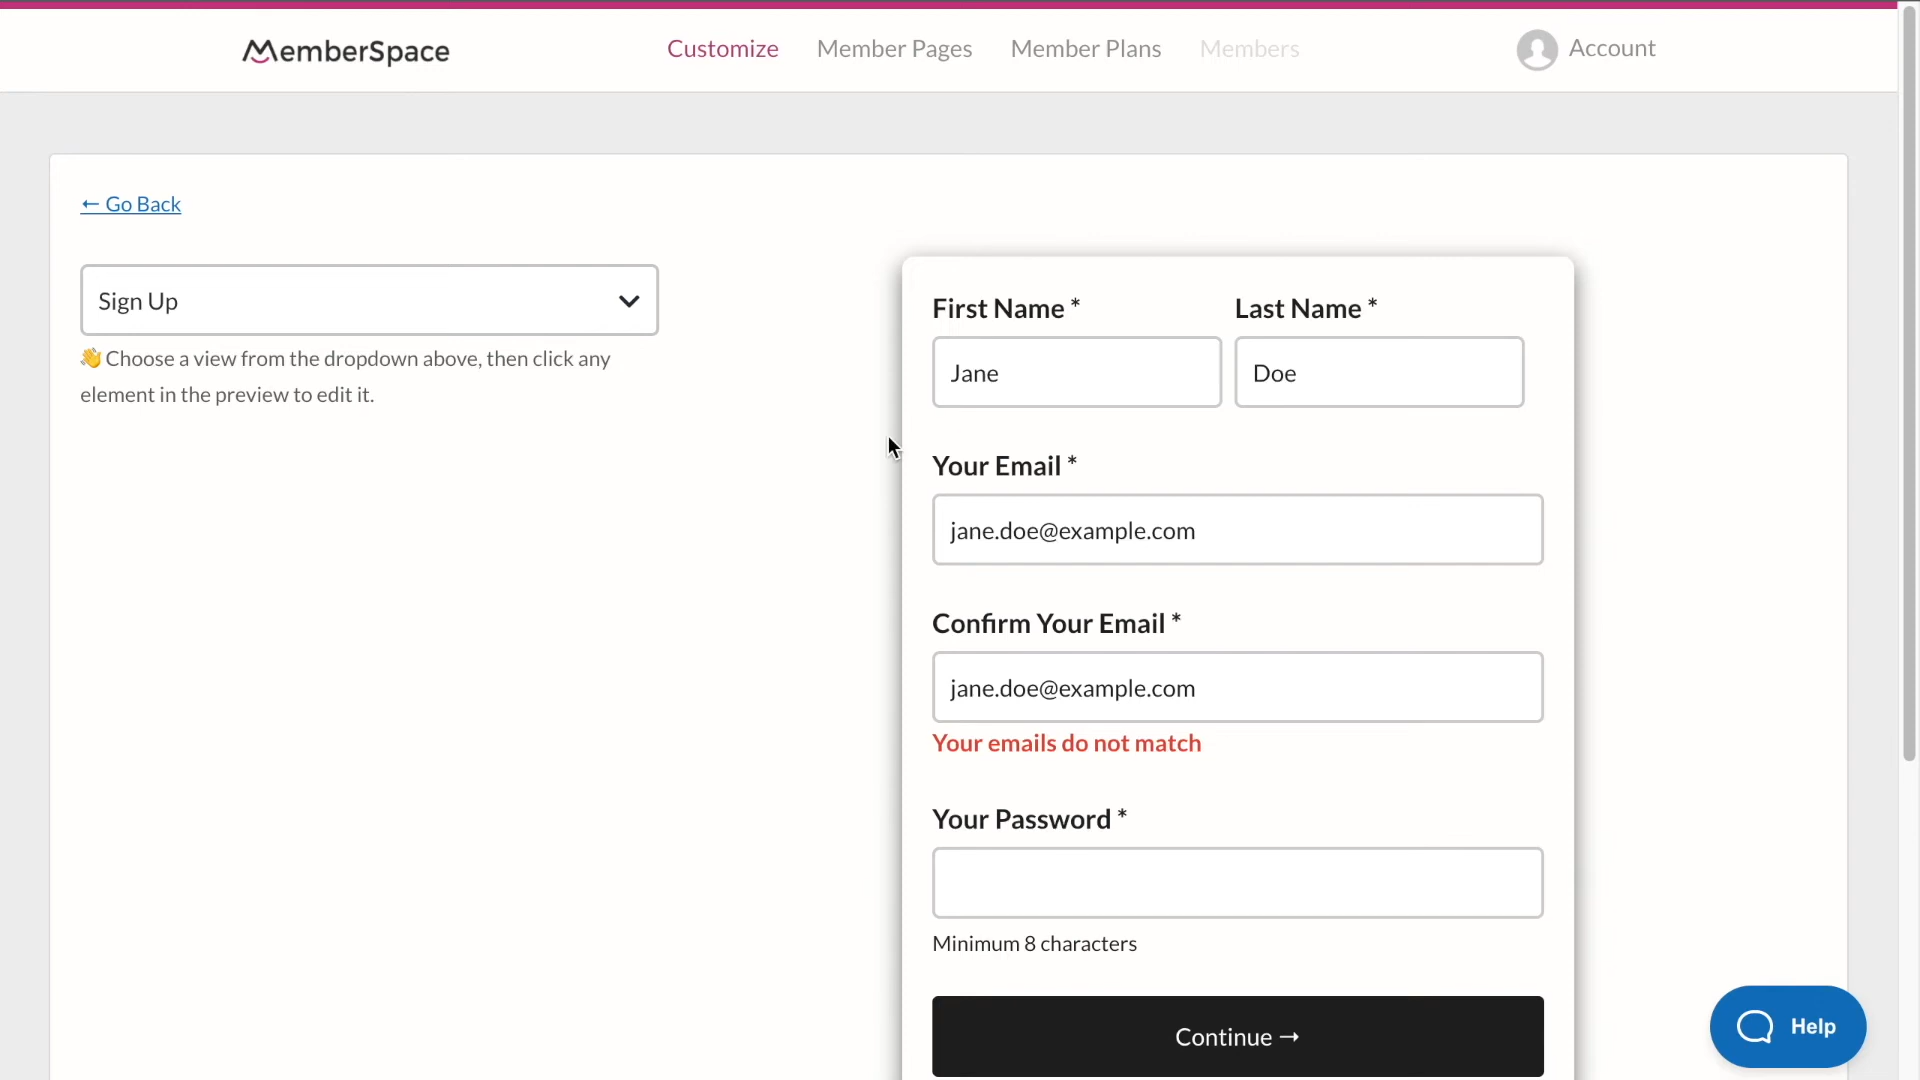 MemberSpace
Customize
Member Pages
Member Plans
Members
Account
← Go Back
Sign Up
👋 Choose a view from the dropdown above, then click any
element in the preview to edit it.
First Name *
Last Name *
Jane
Doe
Your Email *
jane.doe@example.com
Confirm Your Email *
jane.doe@example.com
Your emails do not match
Your Password *
Minimum 8 characters
Continue →
Help